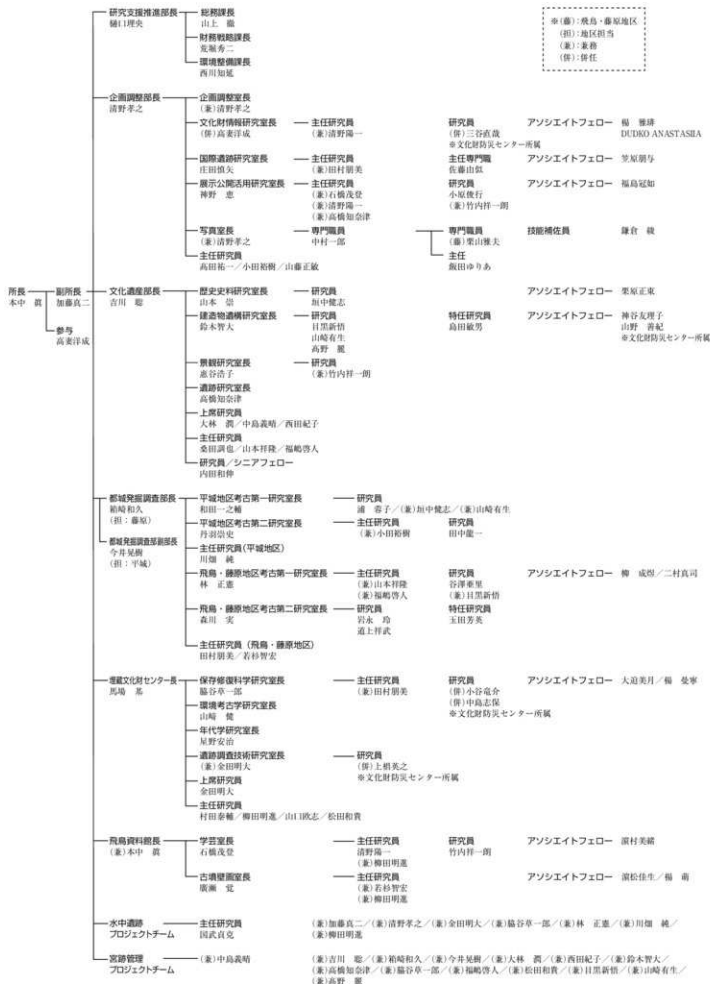 ※(藤)：飛鳥・藤原地区
(担)：地区担当
(兼)：兼務
(併)：併任
所長
本中　眞
副所長
加藤真二
参与
高妻洋成
研究支援推進部長
樋口理央
総務課長
山上　徹
財務戦略課長
荒堀秀二
環境整備課長
西川知延
企画調整部長
清野孝之
企画調整室長
(兼)清野孝之
文化財情報研究室長　主任研究員　研究員　アソシエイトフェロー　楊　雅琲
(併)高妻洋成　(兼)清野陽一　(併)三谷直哉　DUDKO ANASTASIIA
※文化財防災センター所属
国際遺跡研究室長　主任研究員　主任専門職　アソシエイトフェロー　笠原朋与
庄田慎矢　(兼)田村朋美　佐藤由似
展示公開活用研究室長　主任研究員　研究員　アソシエイトフェロー　福島冠如
神野　恵　(兼)石橋茂登　小原俊行
(兼)清野陽一　(兼)竹内祥一朗
(兼)高橋知奈津
写真室長　専門職員　専門職員　技能補佐員　鎌倉　綾
(兼)清野孝之　中村一郎　(藤)栗山雅夫
主任
飯田ゆりあ
主任研究員
高田祐一／小田裕樹／山藤正敏
文化遺産部長
吉川　聡
歴史史料研究室長　研究員　アソシエイトフェロー　栗原正東
山本　崇　垣中健志
建造物遺構研究室長　研究員　特任研究員　アソシエイトフェロー　神谷友理子
鈴木智大　目黒新悟　島田敏男　山野　善紀
山崎有生　※文化財防災センター所属
高野　麗
景観研究室長　研究員
惠谷浩子　(兼)竹内祥一朗
遺跡研究室長
高橋知奈津
上席研究員
大林　潤／中島義晴／西田紀子
主任研究員
桑田訓也／山本祥隆／福嶋啓人
研究員／シニアフェロー
内田和伸
都城発掘調査部長
箱崎和久
(担：藤原)
都城発掘調査部副部長
今井晃樹
(担：平城)
平城地区考古第一研究室長　研究員
和田一之輔　浦　蓉子／(兼)垣中健志／(兼)山崎有生
平城地区考古第二研究室長　主任研究員　研究員
丹羽崇史　(兼)小田裕樹　田中龍一
主任研究員(平城地区)
川畑　純
飛鳥・藤原地区考古第一研究室長　主任研究員　研究員　アソシエイトフェロー　柳　成煜／二村真司
林　正憲　(兼)山本祥隆　谷澤亜里
(兼)福嶋啓人　(兼)目黒新悟
飛鳥・藤原地区考古第二研究室長　研究員　特任研究員
森川　実　岩永　玲　玉田芳英
道上祥武
主任研究員（飛鳥・藤原地区）
田村朋美／若杉智宏
埋蔵文化財センター長
馬場　基
保存修復科学研究室長　主任研究員　研究員　アソシエイトフェロー　大迫美月／楊　曼寧
脇谷草一郎　(兼)田村朋美　(併)小谷竜介
(併)中島志保
※文化財防災センター所属
環境考古学研究室長
山崎　健
年代学研究室長
星野安治
遺跡調査技術研究室長　研究員
(兼)金田明大　(併)上椙英之
※文化財防災センター所属
上席研究員
金田明大
主任研究員
村田泰輔／柳田明進／山口欧志／松田和貴
飛鳥資料館長
(兼)本中　眞
学芸室長　主任研究員　研究員　アソシエイトフェロー　濵村美緒
石橋茂登　清野陽一　竹内祥一朗
(兼)柳田明進
古墳壁画室長　主任研究員　アソシエイトフェロー　濵松佳生／楊　萌
廣瀬　覚　(兼)若杉智宏
(兼)柳田明進
水中遺跡
プロジェクトチーム
主任研究員
国武貞克
(兼)加藤真二／(兼)清野孝之／(兼)金田明大／(兼)脇谷草一郎／(兼)林　正憲／(兼)川畑　純／
(兼)柳田明進
宮跡管理
プロジェクトチーム
(兼)中島義晴
(兼)吉川　聡／(兼)箱崎和久／(兼)今井晃樹／(兼)大林　潤／(兼)西田紀子／(兼)鈴木智大／
(兼)高橋知奈津／(兼)脇谷草一郎／(兼)福嶋啓人／(兼)松田和貴／(兼)目黒新悟／(兼)山崎有生／
(兼)高野　麗